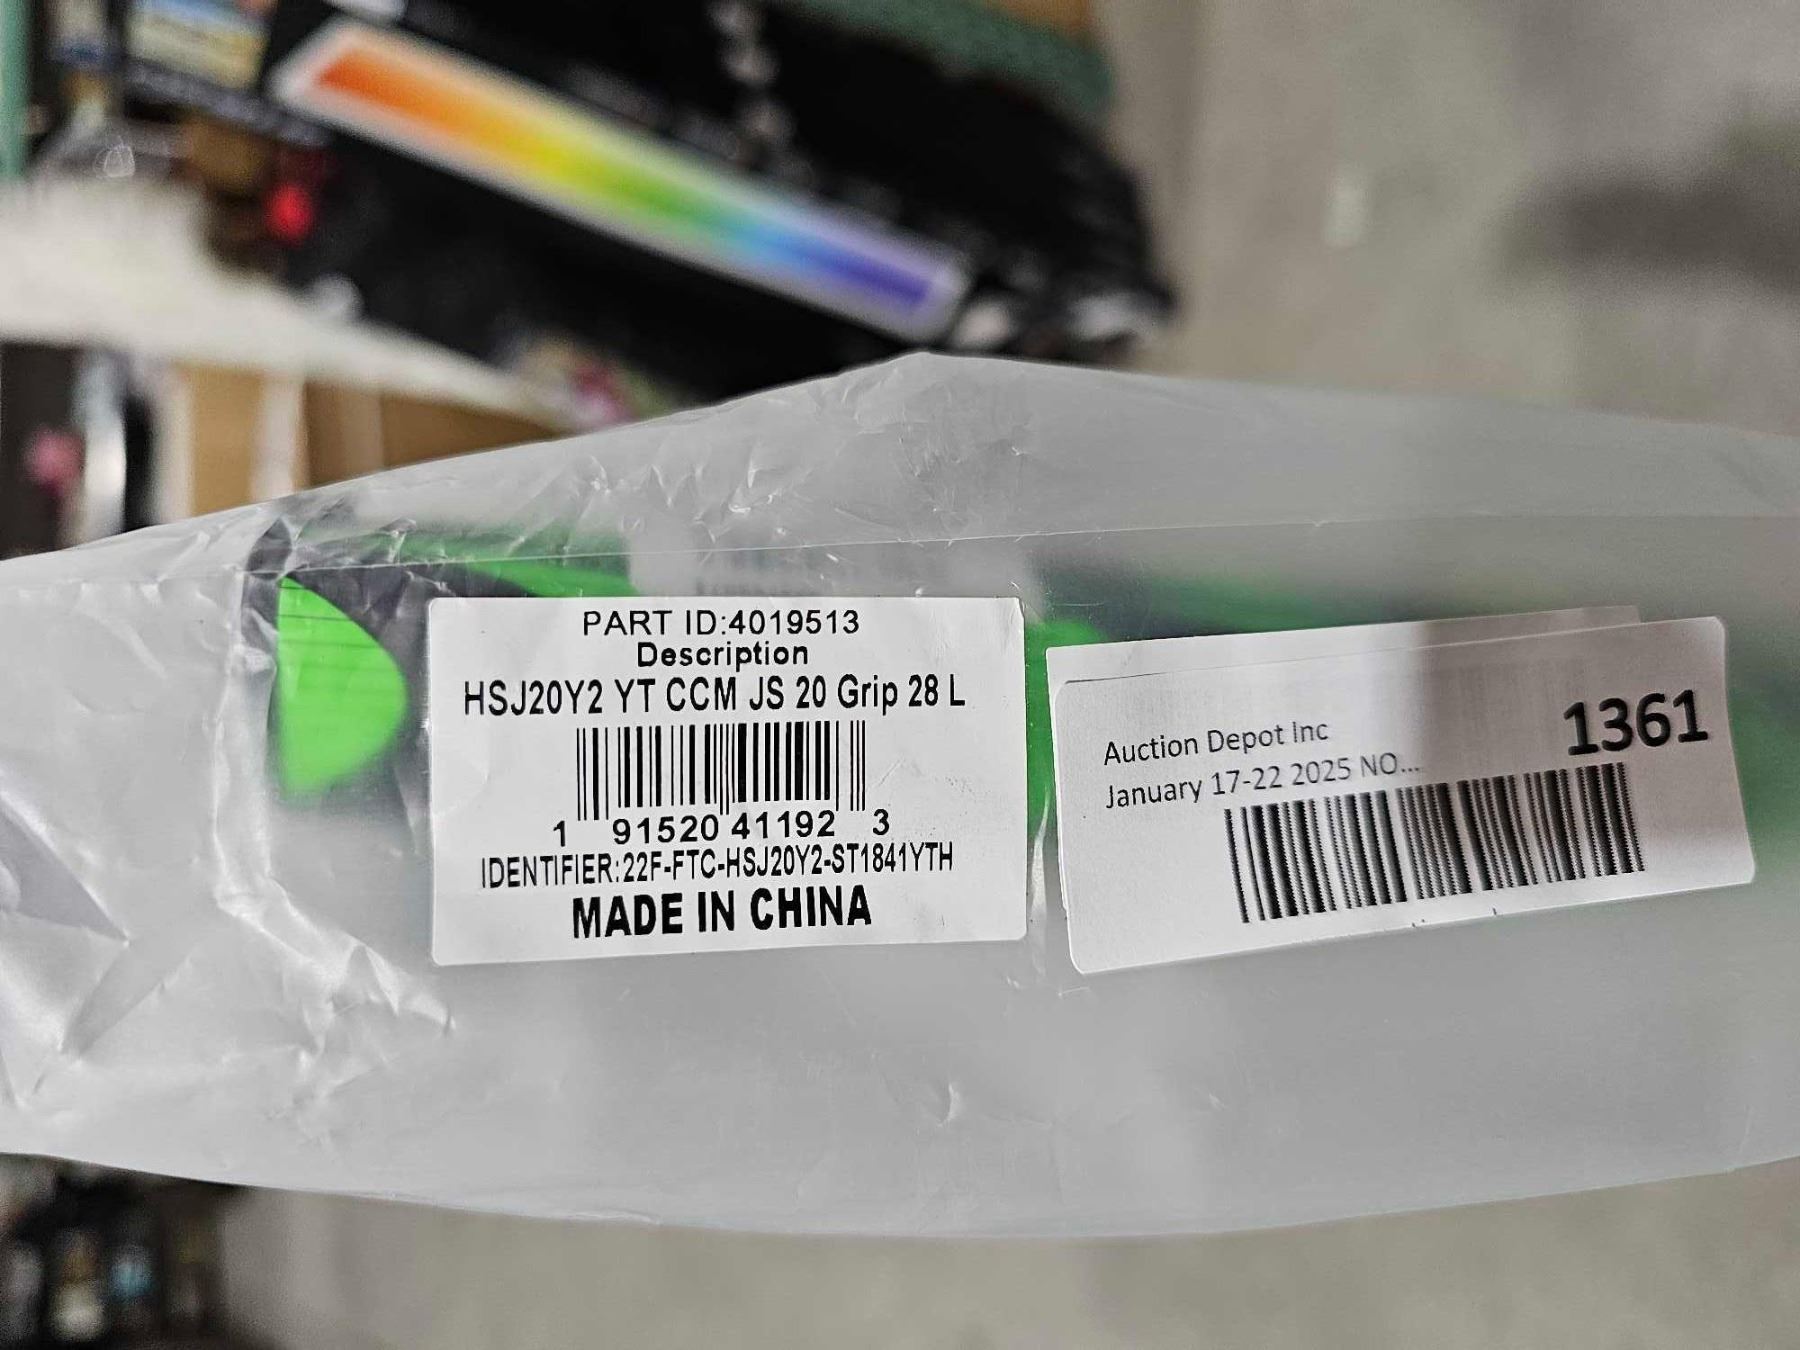 PART ID:4019513
Description
HSJ20Y2 YT CCM JS 20 Grip 28 L
1 91520 41192 3
IDENTIFIER:22F-FTC-HSJ20Y2-ST1841YTH
MADE IN CHINA
1361
Auction Depot Inc
January 17-22 2025 NO...